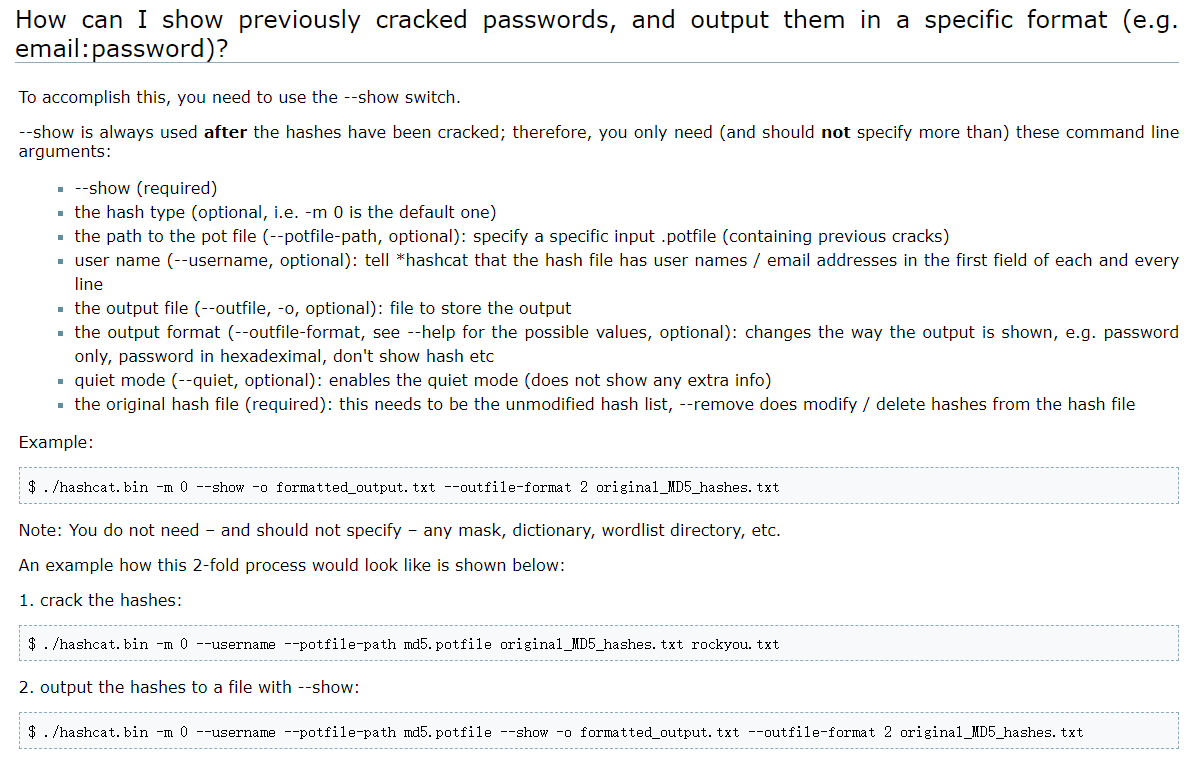 How can I show previously cracked passwords, and output them in a specific format (e.g.
email:password)?
To accomplish this, you need to use the --show switch.
--show is always used after the hashes have been cracked; therefore, you only need (and should not specify more than) these command line
arguments:
--show (required)
the hash type (optional, i.e. -m 0 is the default one)
the path to the pot file (--potfile-path, optional): specify a specific input .potfile (containing previous cracks)
user name (--username, optional): tell *hashcat that the hash file has user names / email addresses in the first field of each and every
line
the output file (--outfile, -o, optional): file to store the output
the output format (--outfile-format, see --help for the possible values, optional): changes the way the output is shown, e.g. password
only, password in hexadeximal, don't show hash etc
quiet mode (--quiet, optional): enables the quiet mode (does not show any extra info)
the original hash file (required): this needs to be the unmodified hash list, --remove does modify / delete hashes from the hash file
Example:
$ ./hashcat.bin -m 0 --show -o formatted_output.txt --outfile-format 2 original_MD5_hashes.txt
Note: You do not need – and should not specify – any mask, dictionary, wordlist directory, etc.
An example how this 2-fold process would look like is shown below:
1. crack the hashes:
$ ./hashcat.bin -m 0 --username --potfile-path md5.potfile original_MD5_hashes.txt rockyou.txt
2. output the hashes to a file with --show:
$ ./hashcat.bin -m 0 --username --potfile-path md5.potfile --show -o formatted_output.txt --outfile-format 2 original_MD5_hashes.txt